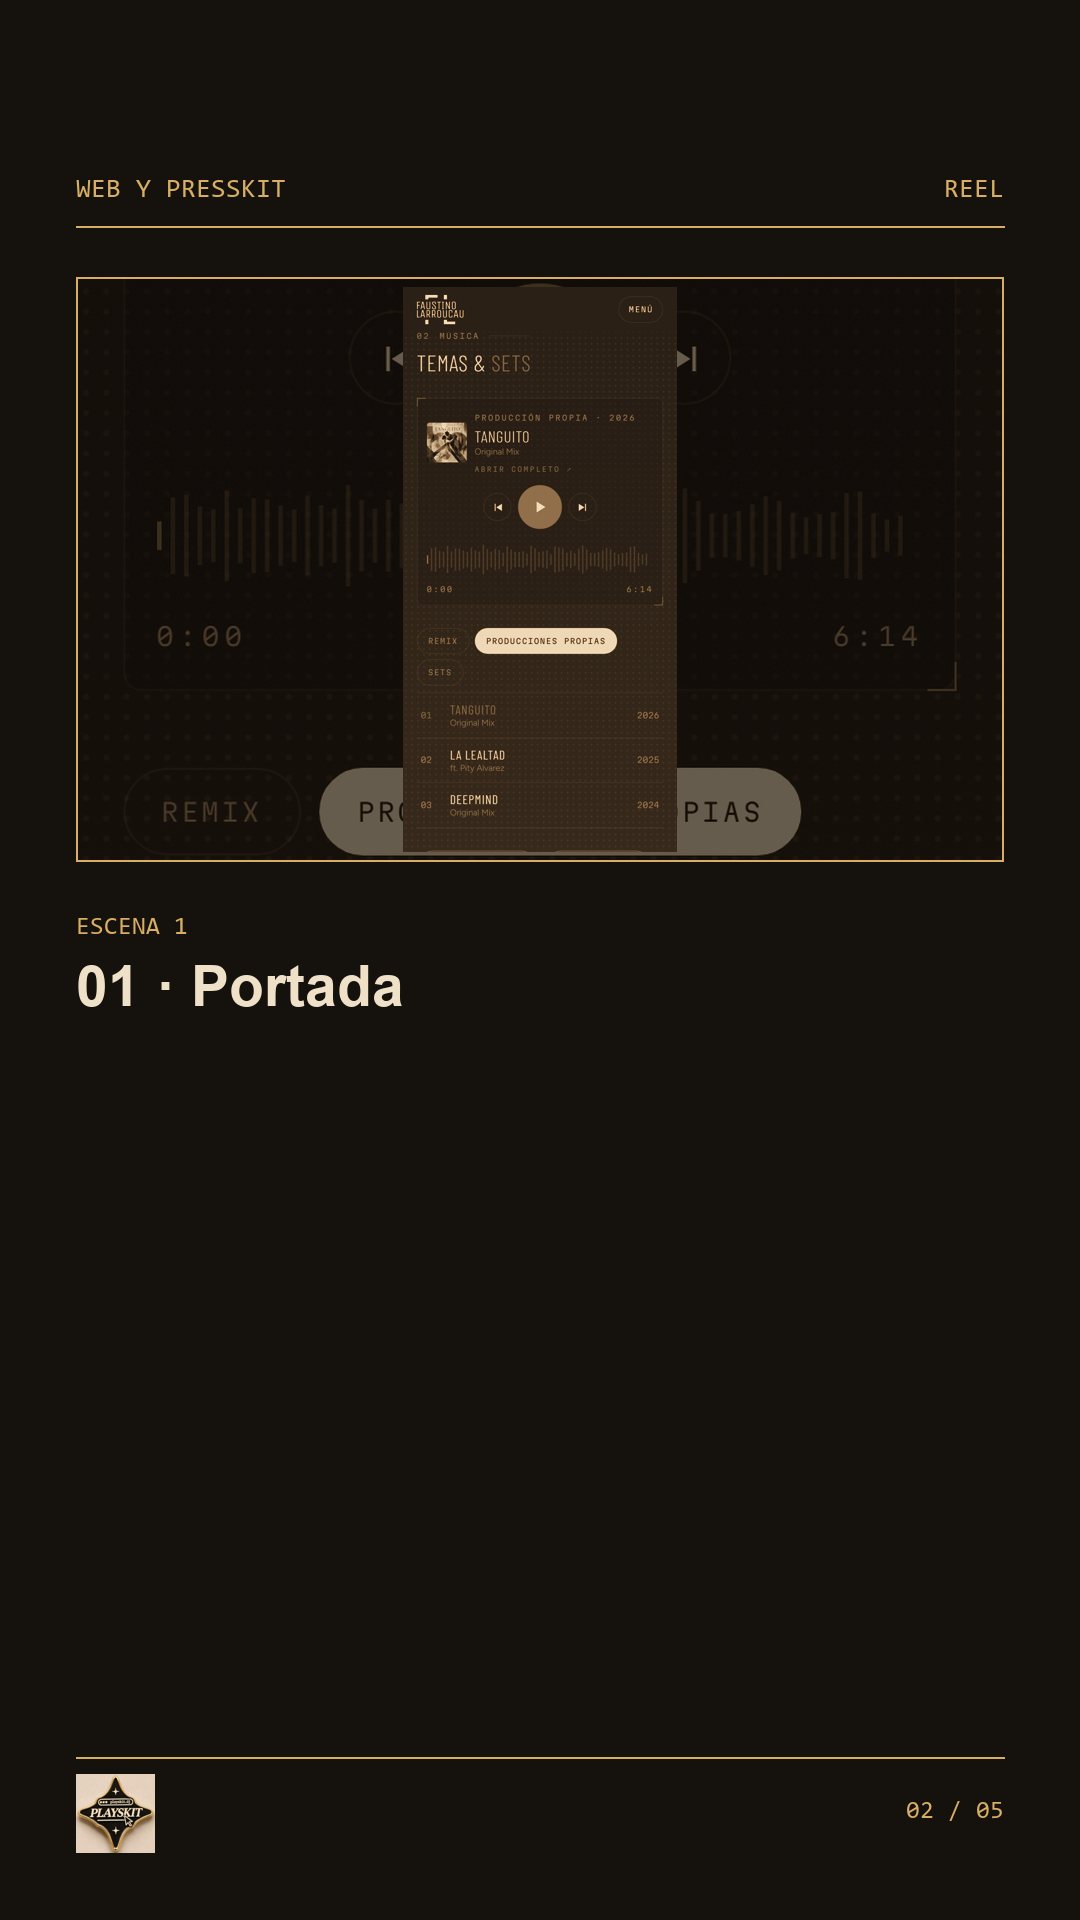 WEB Y PRESSKIT
REEL
FAUSTINO
LARROUCAU
MENÚ
02 MÚSICA
TEMAS & SETS
PRODUCCIÓN PROPIA · 2026
TANGUITO
Original Mix
ABRIR COMPLETO ↗
0:00
6:14
0:00
6:14
REMIX
PRODUCCIONES PROPIAS
SETS
01 TANGUITO 2026
Original Mix
02 LA LEALTAD 2025
ft. Pity Alvarez
03 DEEPMIND 2024
Original Mix
REMIX
PRO
PIAS
ESCENA 1
01 · Portada
PLAYSKIT
02 / 05